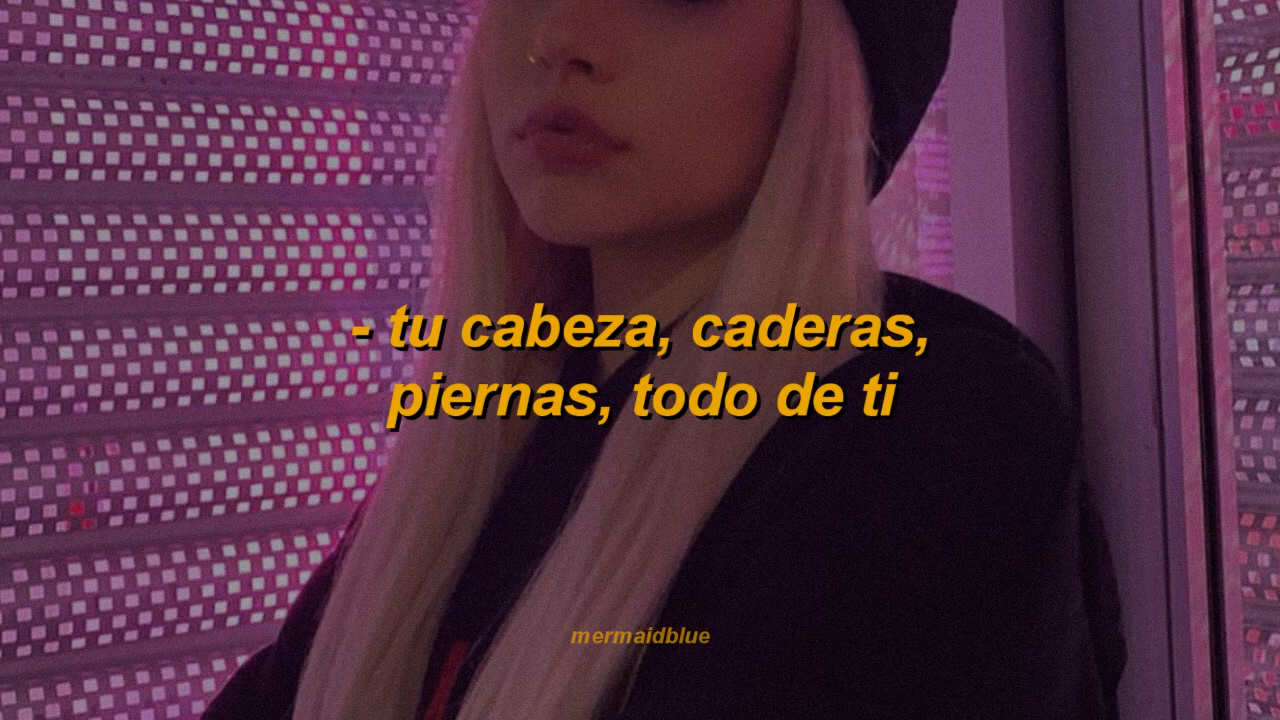 - tu cabeza, caderas,
piernas, todo de ti
mermaidblue